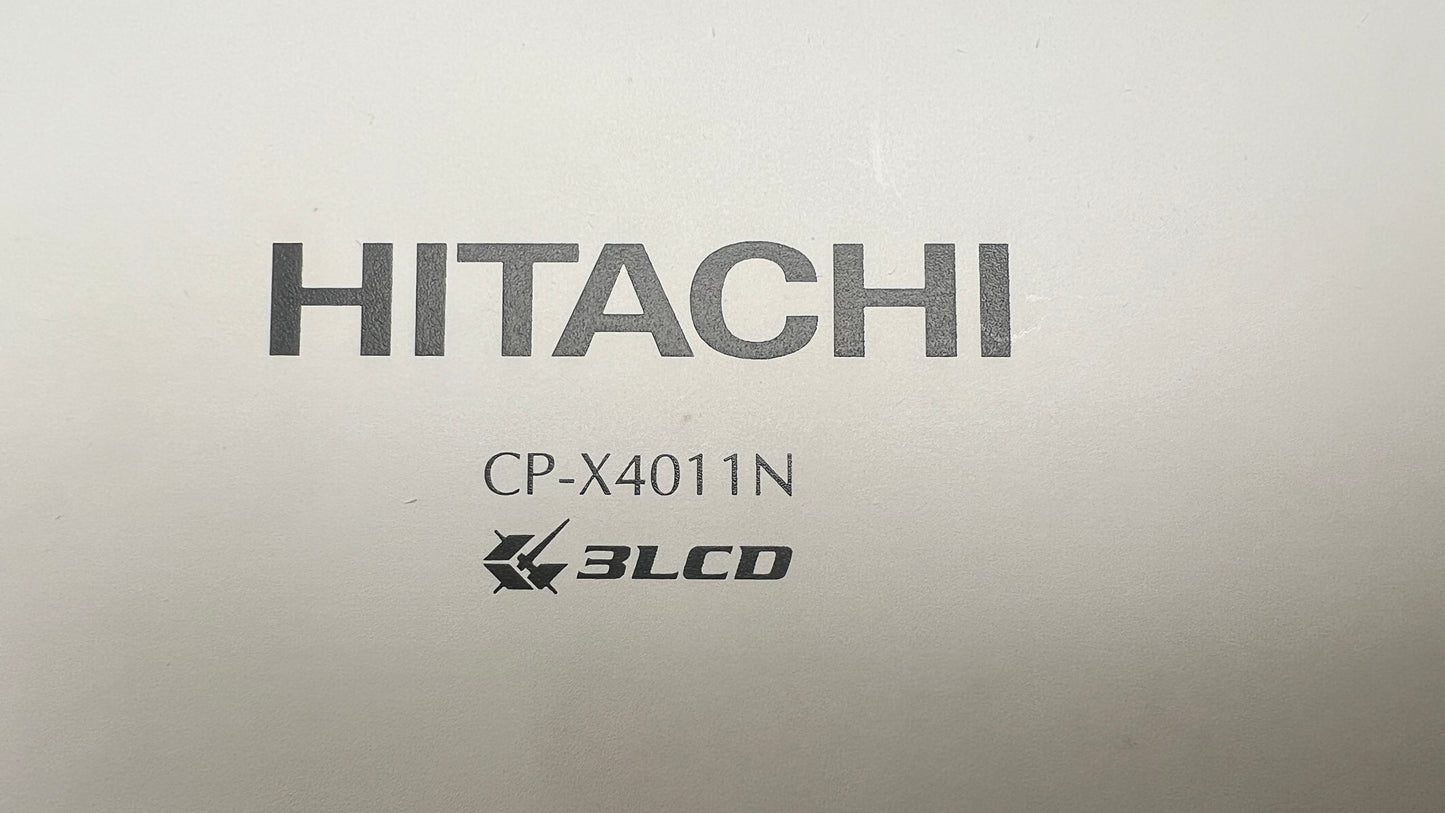 HITACHI
CP-X4011N
3LCD